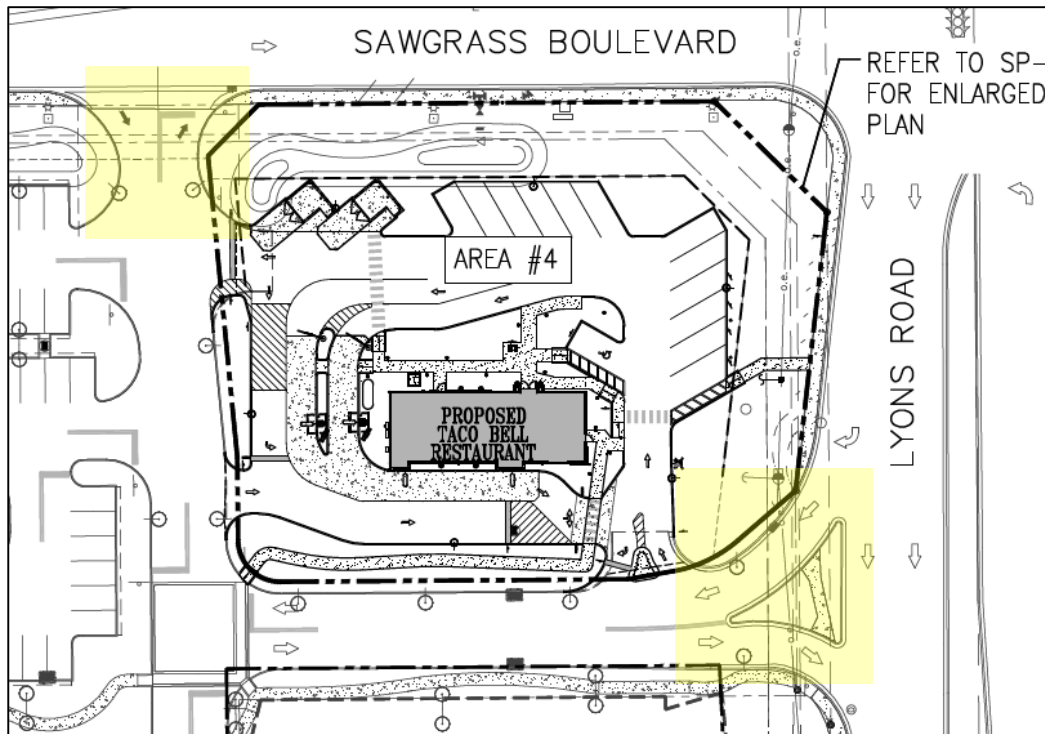 SAWGRASS BOULEVARD
REFER TO SP-
FOR ENLARGED
PLAN
AREA #4
PROPOSED
TACO BELL
RESTAURANT
LYONS ROAD